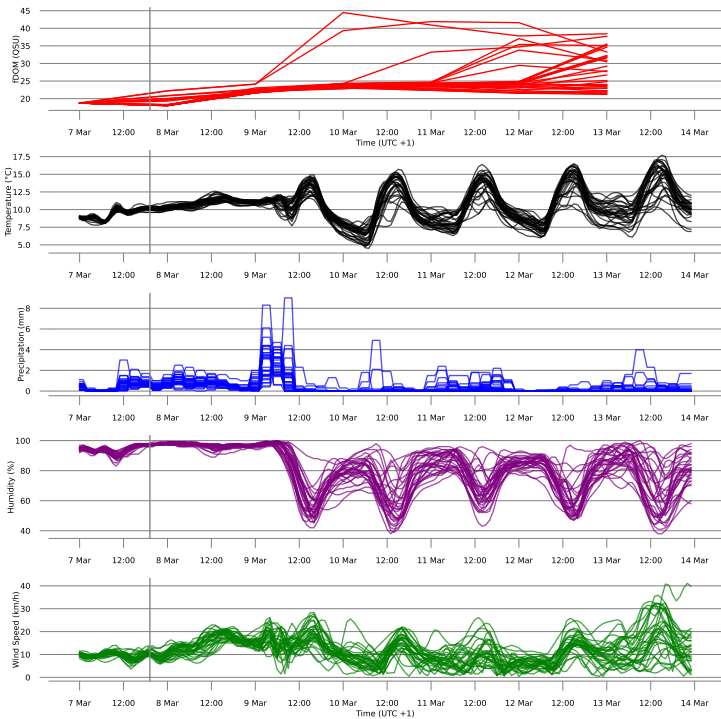 45
40
35
30
25
20
fDOM (QSU)
7 Mar 12:00 8 Mar 12:00 9 Mar 12:00 10 Mar 12:00 11 Mar 12:00 12 Mar 12:00 13 Mar 12:00 14 Mar
Time (UTC +1)
17.5
15.0
12.5
10.0
7.5
5.0
Temperature (°C)
7 Mar 12:00 8 Mar 12:00 9 Mar 12:00 10 Mar 12:00 11 Mar 12:00 12 Mar 12:00 13 Mar 12:00 14 Mar
8
6
4
2
0
Precipitation (mm)
7 Mar 12:00 8 Mar 12:00 9 Mar 12:00 10 Mar 12:00 11 Mar 12:00 12 Mar 12:00 13 Mar 12:00 14 Mar
100
80
60
40
Humidity (%)
7 Mar 12:00 8 Mar 12:00 9 Mar 12:00 10 Mar 12:00 11 Mar 12:00 12 Mar 12:00 13 Mar 12:00 14 Mar
40
30
20
10
0
Wind Speed (km/h)
7 Mar 12:00 8 Mar 12:00 9 Mar 12:00 10 Mar 12:00 11 Mar 12:00 12 Mar 12:00 13 Mar 12:00 14 Mar
Time (UTC +1)